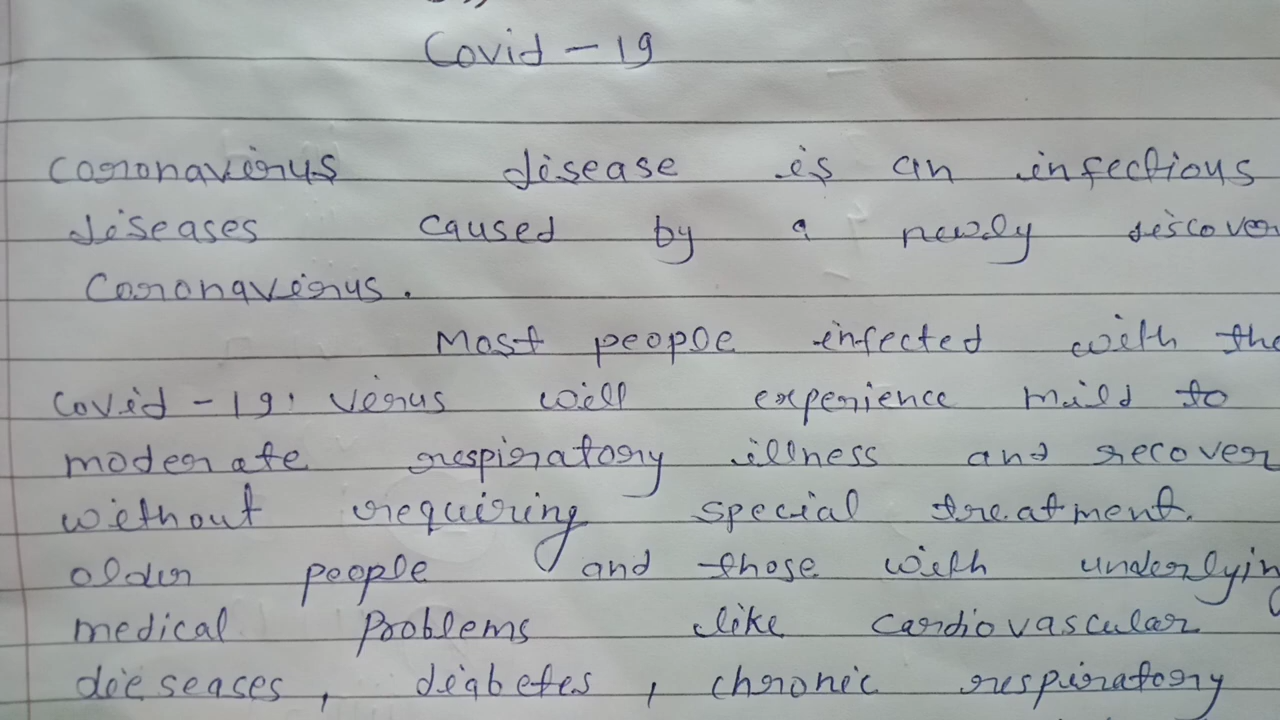 Covid - 19
coronavirus disease is an infectious
diseases caused by a newly discover
Coronavirus.
Most people infected with the
covid - 19. virus will experience mild to
moderate respiratory illness and recover
without requiring special treatment.
older people and those with underlyin
medical Problems like cardiovascular
dieseases, diabetes, chronic respiratory